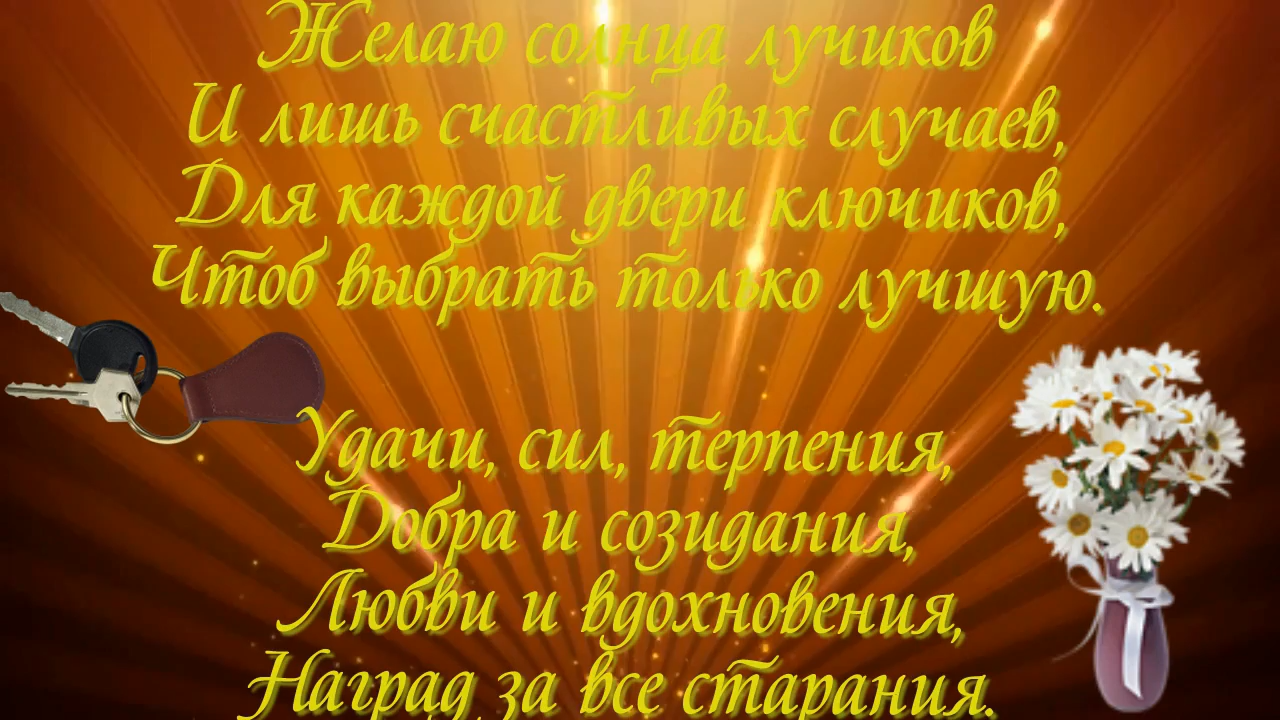 Желаю солнца лучиков
И лишь счастливых случаев,
Для каждой двери ключиков,
Чтоб выбрать только лучшую.
Удачи, сил, терпения,
Добра и созидания,
Любви и вдохновения,
Наград за все старания.